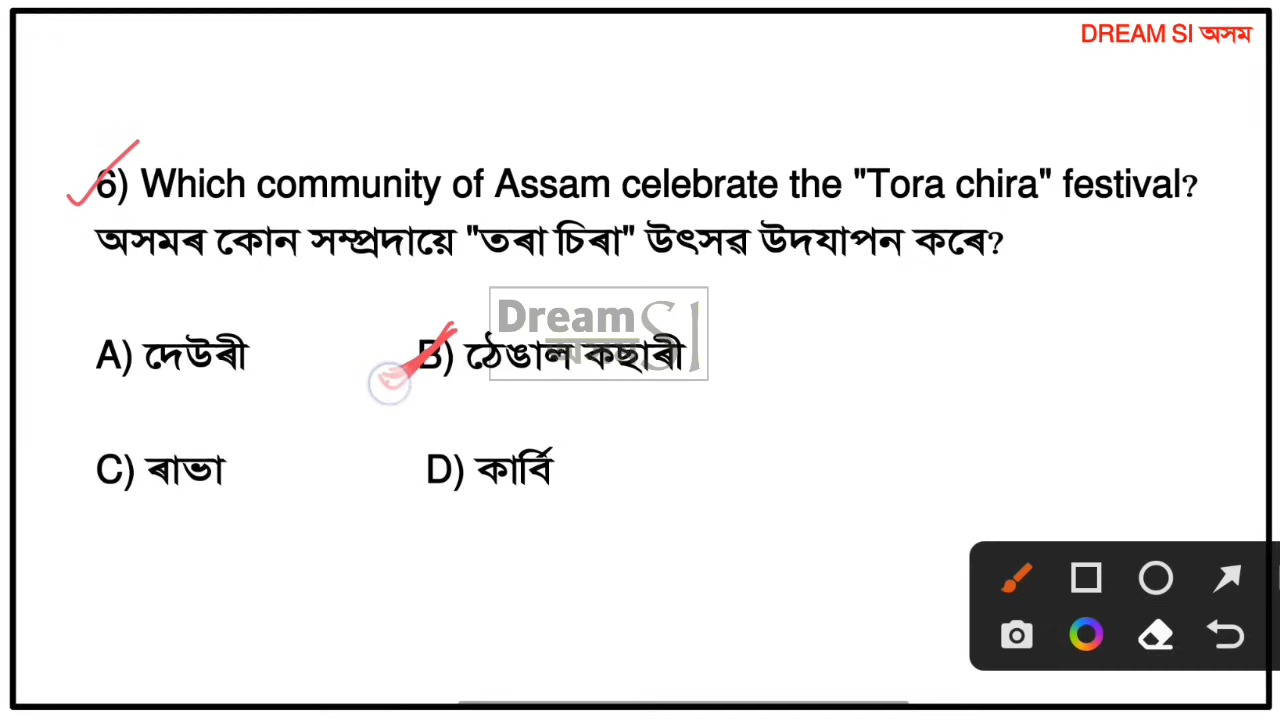 DREAM SI অসম
6) Which community of Assam celebrate the "Tora chira" festival?
অসমৰ কোন সম্প্ৰদায়ে "তৰা চিৰা" উৎসৱ উদযাপন কৰে?
Dream SI
A) দেউৰী B) ঠেঙাল কছাৰী
C) ৰাভা D) কাৰ্বি